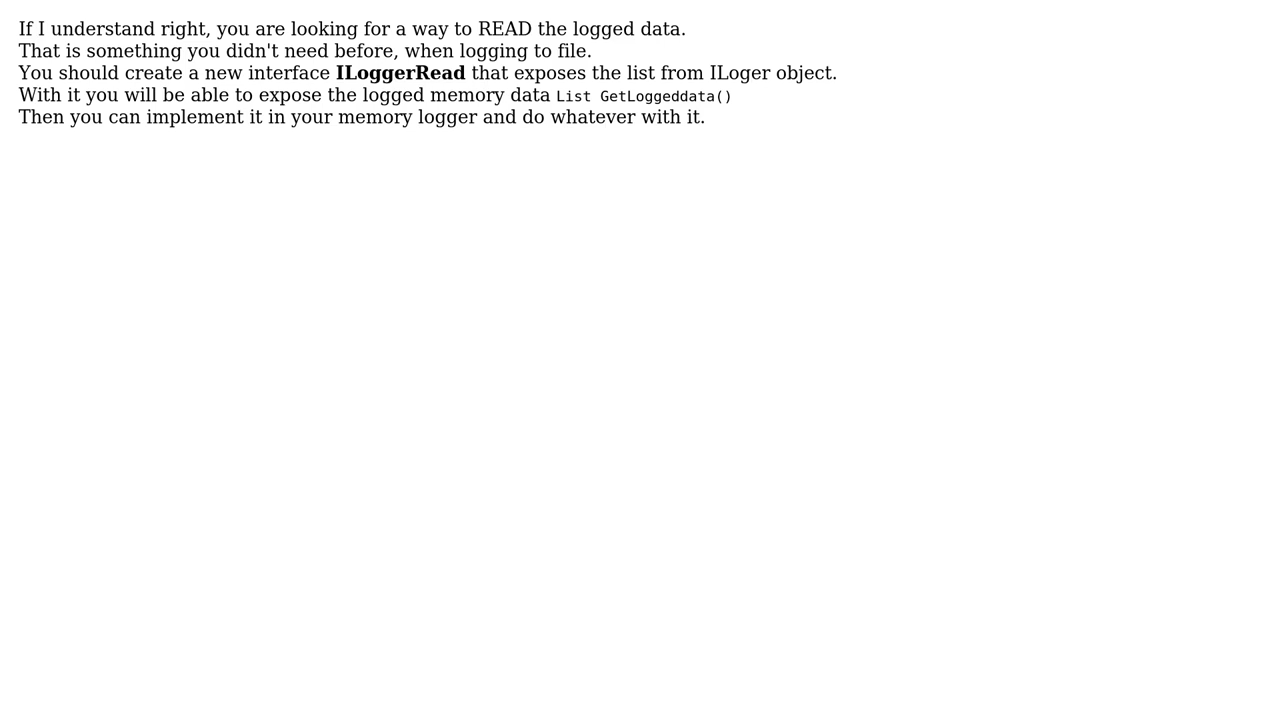 If I understand right, you are looking for a way to READ the logged data.
That is something you didn't need before, when logging to file.
You should create a new interface ILoggerRead that exposes the list from ILoger object.
With it you will be able to expose the logged memory data List GetLoggeddata()
Then you can implement it in your memory logger and do whatever with it.